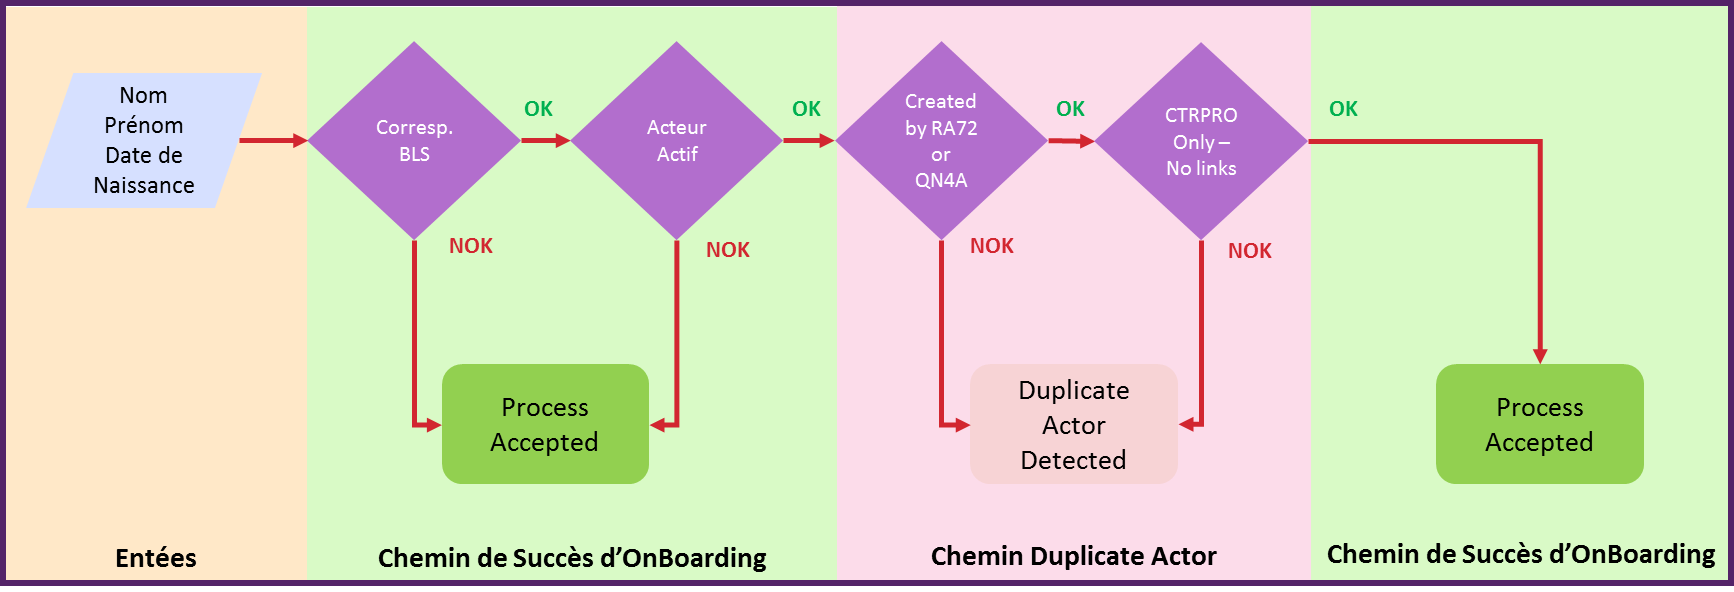 Nom
Prénom
Date de
Naissance
Corresp.
BLS
OK
NOK
Acteur
Actif
OK
NOK
Process
Accepted
Created
by RA72
or
QN4A
OK
NOK
CTRPRO
Only –
No links
OK
NOK
Duplicate
Actor
Detected
Process
Accepted
Entées
Chemin de Succès d’OnBoarding
Chemin Duplicate Actor
Chemin de Succès d’OnBoarding